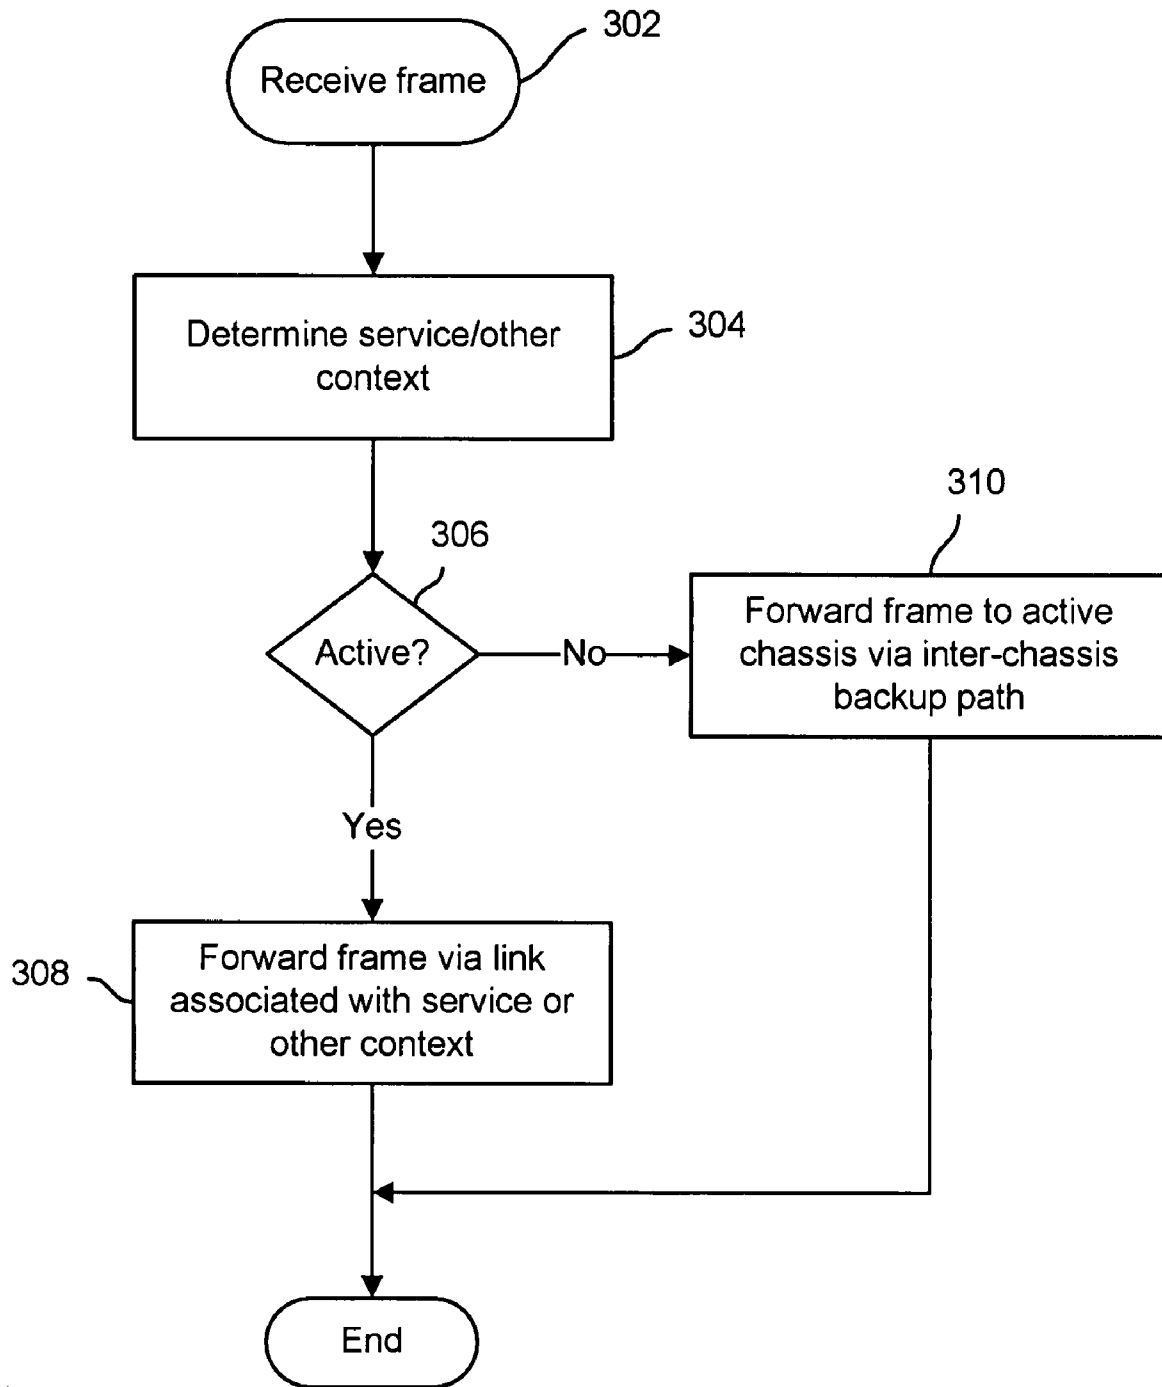 302
Receive frame
Determine service/other
context
304
306
Active?
No
310
Forward frame to active
chassis via inter-chassis
backup path
Yes
308
Forward frame via link
associated with service or
other context
End